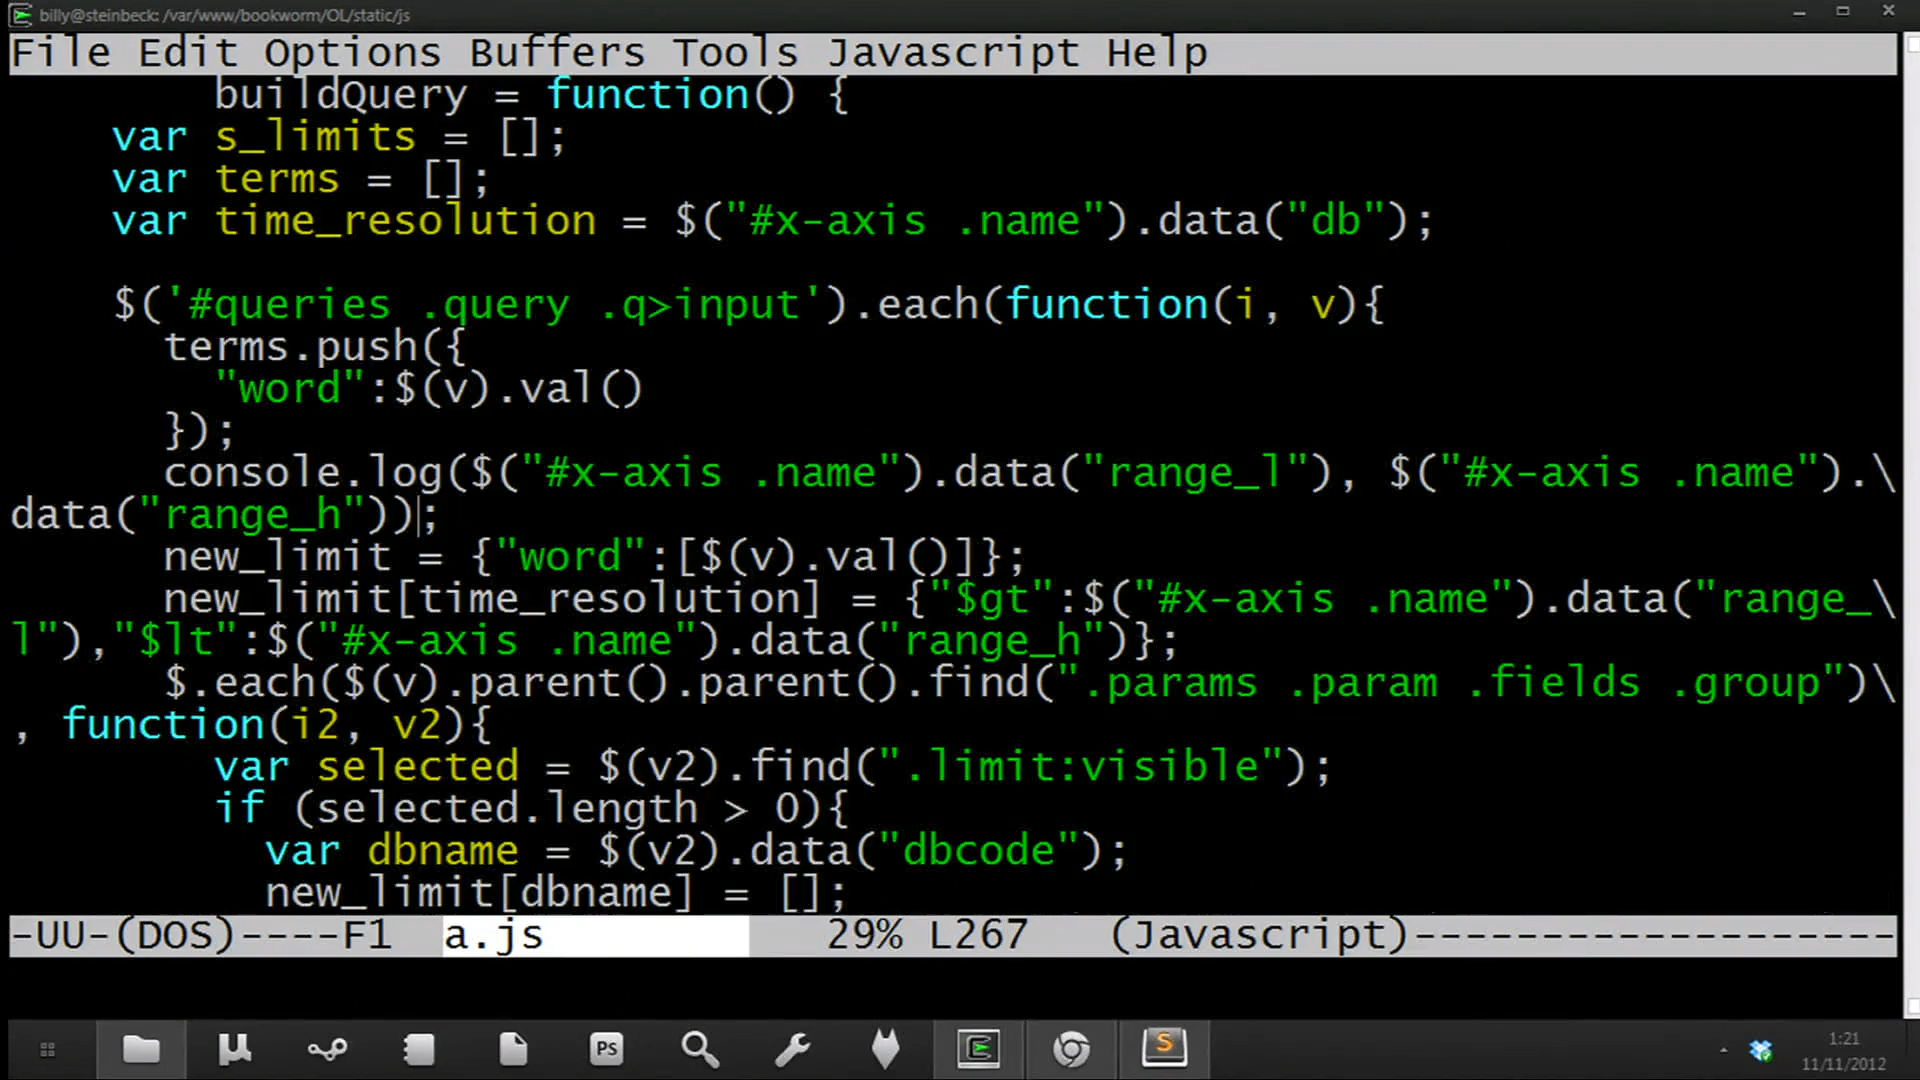 billy@steinbeck: /var/www/bookworm/OL/static/js
File Edit Options Buffers Tools Javascript Help
buildQuery = function() {
var s_limits = [];
var terms = [];
var time_resolution = $("#x-axis .name").data("db");
$('#queries .query .q>input').each(function(i, v){
terms.push({
"word":$(v).val()
});
console.log($("#x-axis .name").data("range_l"), $("#x-axis .name").\
data("range_h"));
new_limit = {"word":[$(v).val()]};
new_limit[time_resolution] = {"$gt":$("#x-axis .name").data("range_\
l"),"$lt":$("#x-axis .name").data("range_h")};
$.each($(v).parent().parent().find(".params .param .fields .group")\
, function(i2, v2){
var selected = $(v2).find(".limit:visible");
if (selected.length > 0){
var dbname = $(v2).data("dbcode");
new_limit[dbname] = [];
-UU-(DOS)----F1  a.js  29% L267  (Javascript)-------------------
Ps
S
1:21
11/11/2012